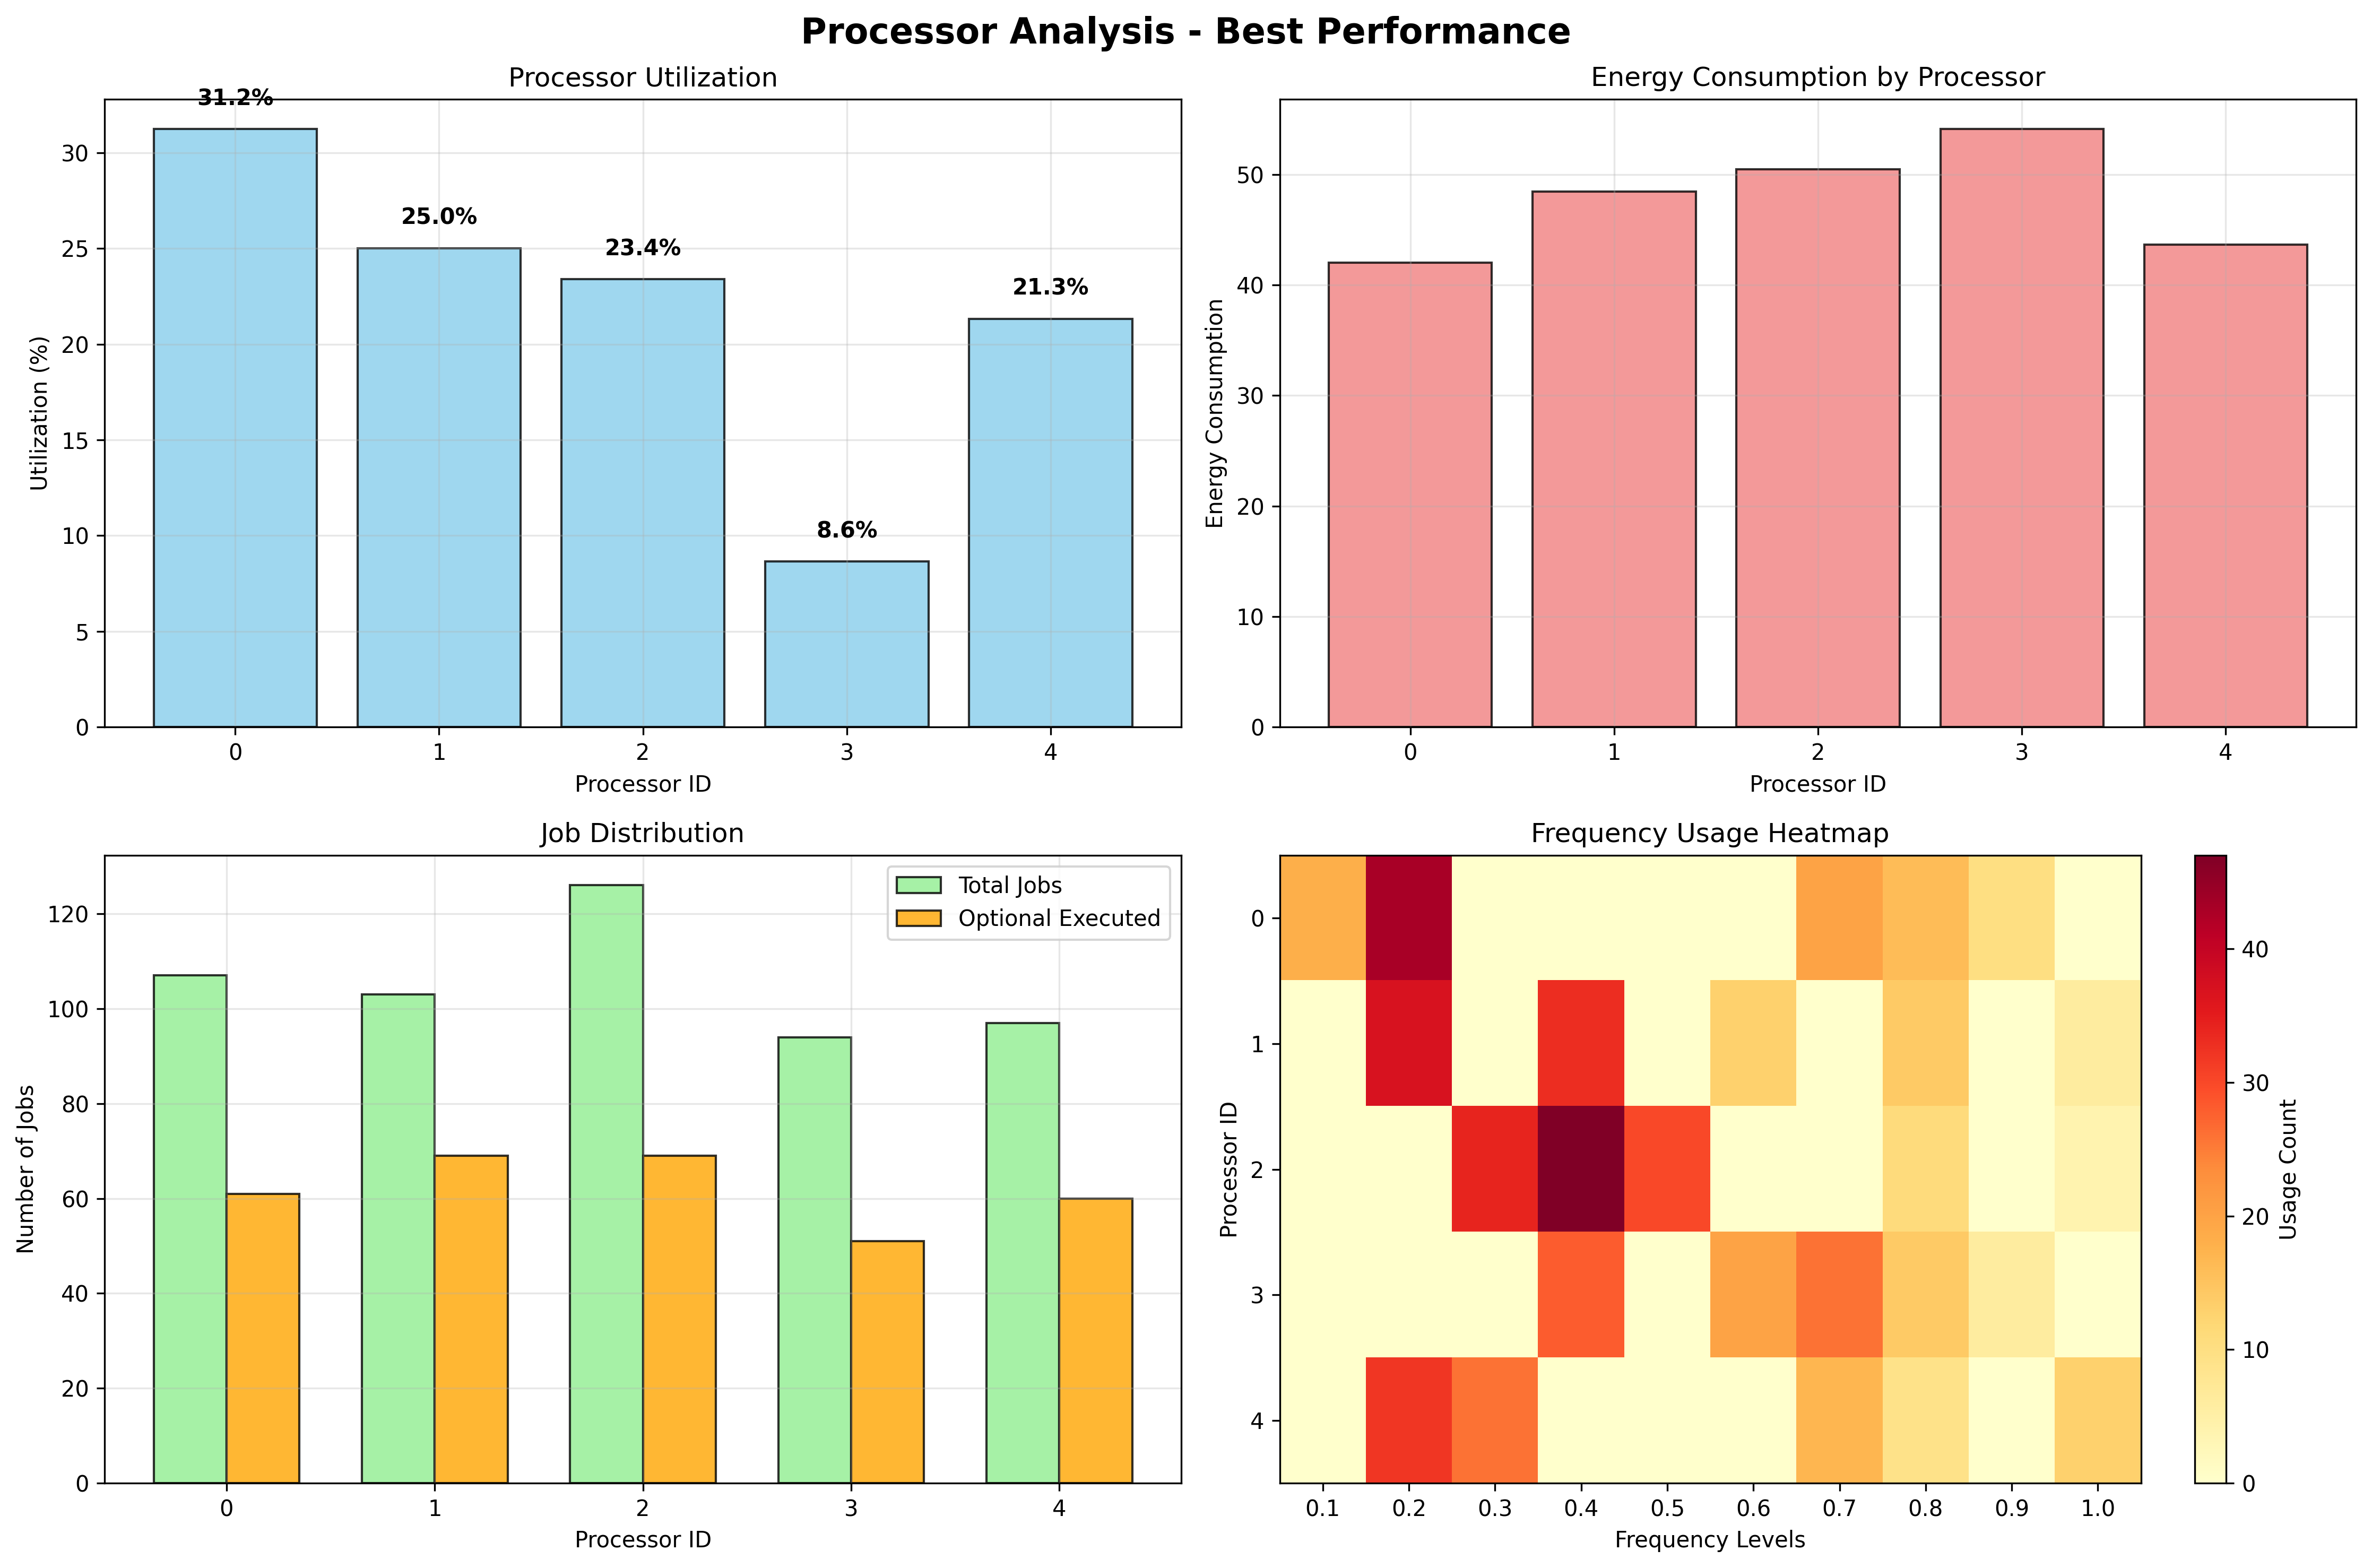 Processor Analysis - Best Performance
Processor Utilization
31.2%
25.0%
23.4%
8.6%
21.3%
30
25
20
15
10
5
0
Utilization (%)
0 1 2 3 4
Processor ID
Energy Consumption by Processor
50
40
30
20
10
0
Energy Consumption
0 1 2 3 4
Processor ID
Job Distribution
Total Jobs
Optional Executed
120
100
80
60
40
20
0
Number of Jobs
0 1 2 3 4
Processor ID
Frequency Usage Heatmap
0
1
2
3
4
Processor ID
0.1 0.2 0.3 0.4 0.5 0.6 0.7 0.8 0.9 1.0
Frequency Levels
40
30
20
10
0
Usage Count